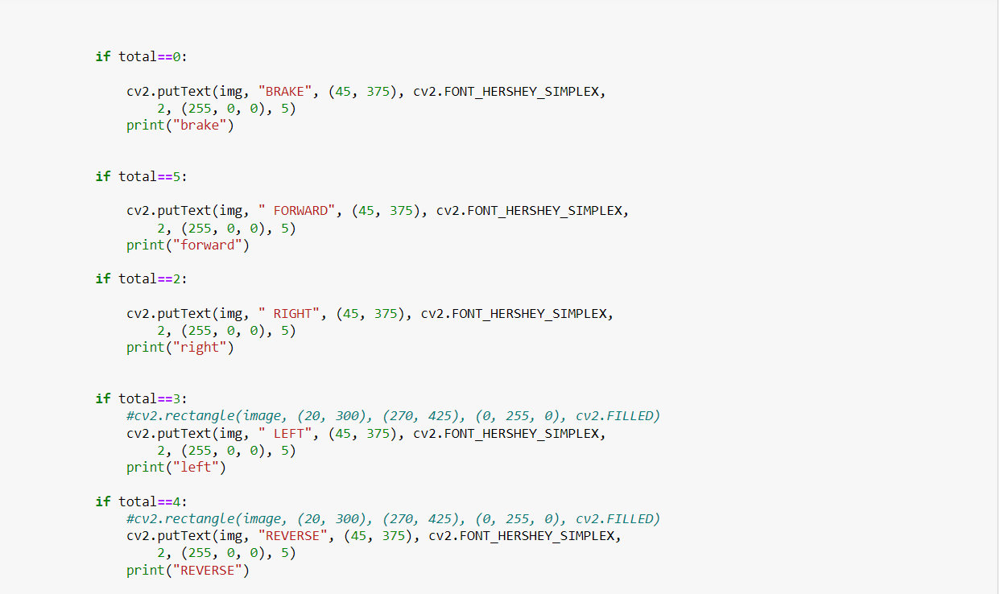 if total==0:
cv2.putText(img, "BRAKE", (45, 375), cv2.FONT_HERSHEY_SIMPLEX,
2, (255, 0, 0), 5)
print("brake")
if total==5:
cv2.putText(img, " FORWARD", (45, 375), cv2.FONT_HERSHEY_SIMPLEX,
2, (255, 0, 0), 5)
print("forward")
if total==2:
cv2.putText(img, " RIGHT", (45, 375), cv2.FONT_HERSHEY_SIMPLEX,
2, (255, 0, 0), 5)
print("right")
if total==3:
#cv2.rectangle(image, (20, 300), (270, 425), (0, 255, 0), cv2.FILLED)
cv2.putText(img, " LEFT", (45, 375), cv2.FONT_HERSHEY_SIMPLEX,
2, (255, 0, 0), 5)
print("left")
if total==4:
#cv2.rectangle(image, (20, 300), (270, 425), (0, 255, 0), cv2.FILLED)
cv2.putText(img, "REVERSE", (45, 375), cv2.FONT_HERSHEY_SIMPLEX,
2, (255, 0, 0), 5)
print("REVERSE")